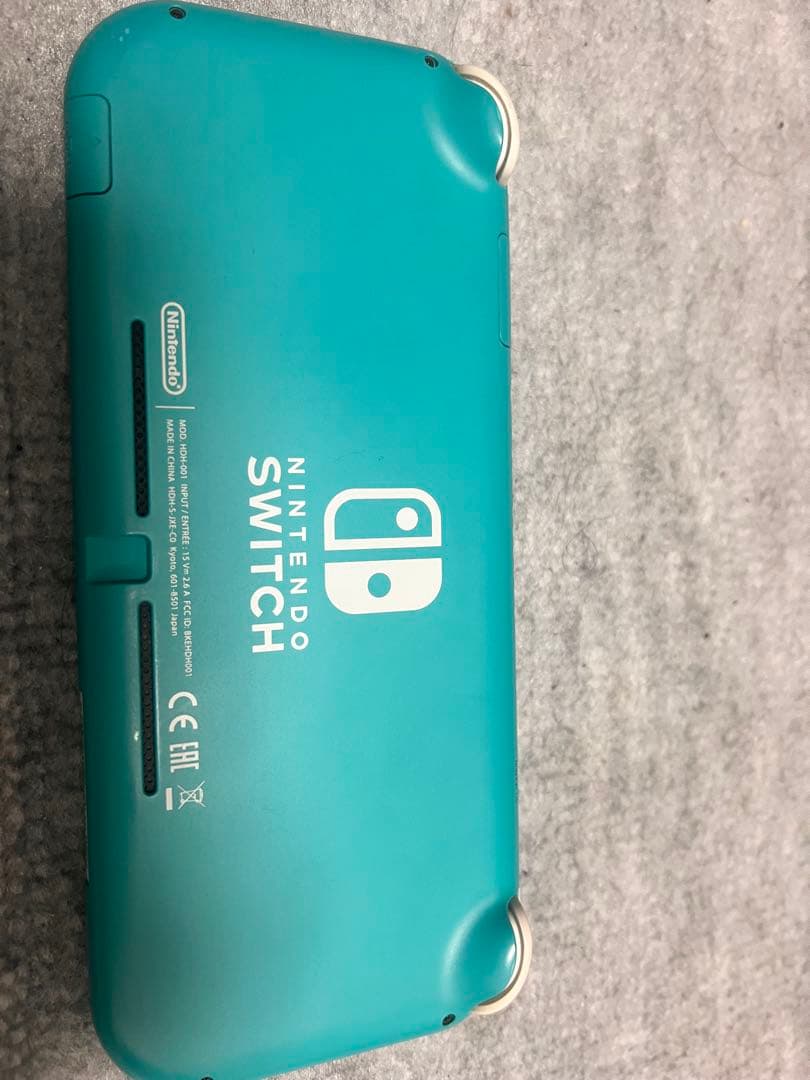 NINTENDO
SWITCH
Nintendo
MOD. HDH-001 INPUT / ENTRÉE : 15 V⎓ 2.6 A FCC ID: BKEHDH001
MADE IN CHINA HDH-S-JXE-C0 Kyoto, 601-8501 Japan
CE EAC